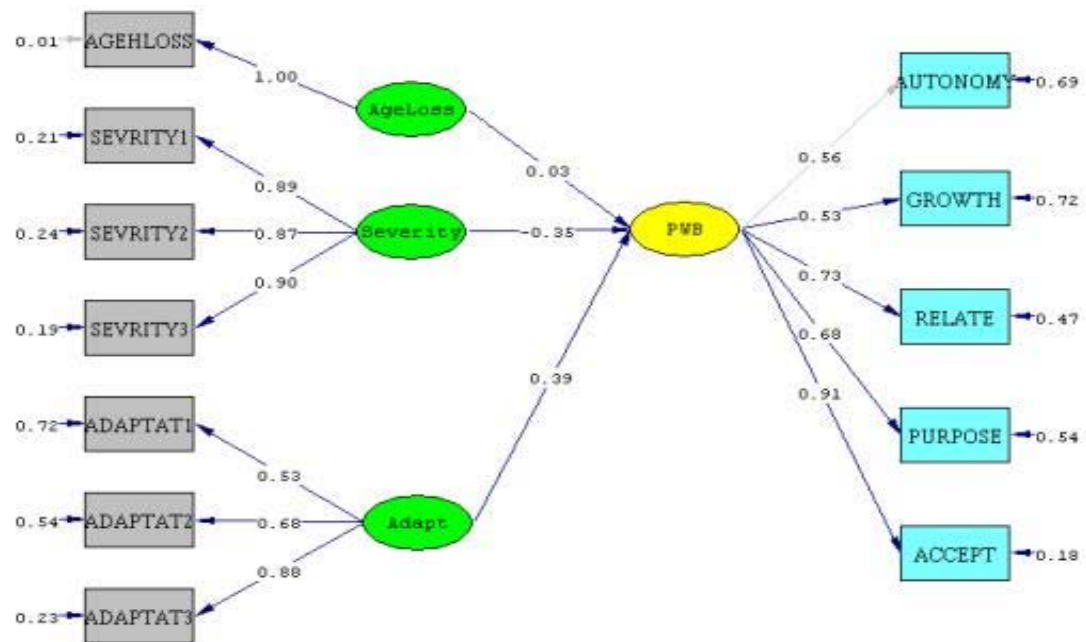 0.01 AGEHLOSS
1.00
AgeLoss
0.03
0.21 SEVRITY1
0.89
0.24 SEVRITY2
0.87
Severity
-0.35
PWB
0.90
0.19 SEVRITY3
0.39
0.72 ADAPTAT1
0.53
0.54 ADAPTAT2
0.68
Adapt
0.88
0.23 ADAPTAT3
AUTONOMY 0.69
0.56
GROWTH 0.72
0.53
0.73
RELATE 0.47
0.68
0.91
PURPOSE 0.54
ACCEPT 0.18